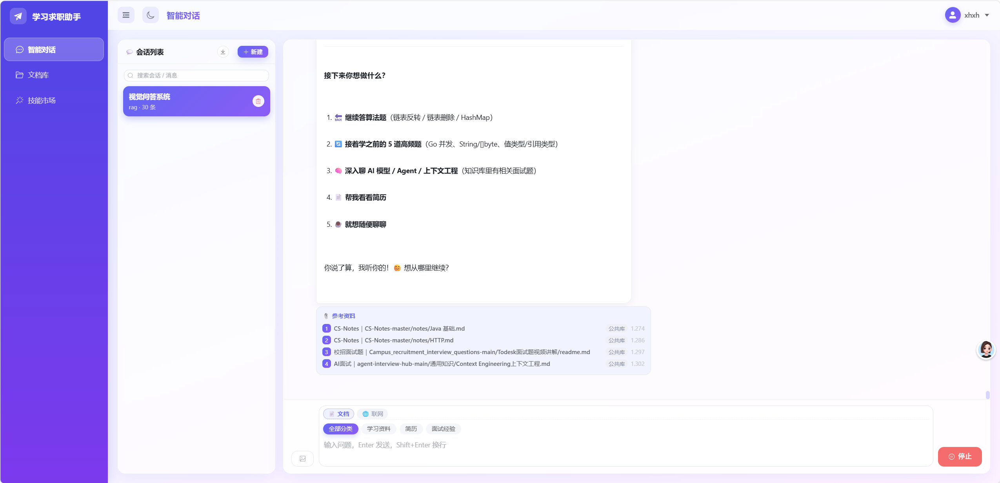 学习求职助手
智能对话
文档库
技能市场
智能对话
xhxh
会话列表
新建
搜索会话 / 消息
视觉问答系统
rag · 30 条
接下来你想做什么？
1. BACK 继续答算法题（链表反转 / 链表删除 / HashMap）
2. 接着学之前的 5 道高频题（Go 并发、String/[]byte、值类型/引用类型）
3. 深入聊 AI 模型 / Agent / 上下文工程（知识库里有相关面试题）
4. 帮我看看简历
5. 就想随便聊聊
你说了算，我听你的！😊 想从哪里继续？
参考资料
1 CS-Notes | CS-Notes-master/notes/Java 基础.md 公共库 1.274
2 CS-Notes | CS-Notes-master/notes/HTTP.md 公共库 1.286
3 校招面试题 | Campus_recruitment_interview_questions-main/Todesk面试题视频讲解/readme.md 公共库 1.297
4 AI面试 | agent-interview-hub-main/通用知识/Context Engineering上下文工程.md 公共库 1.302
文档 联网
全部分类 学习资料 简历 面试经验
输入问题，Enter 发送，Shift+Enter 换行
停止